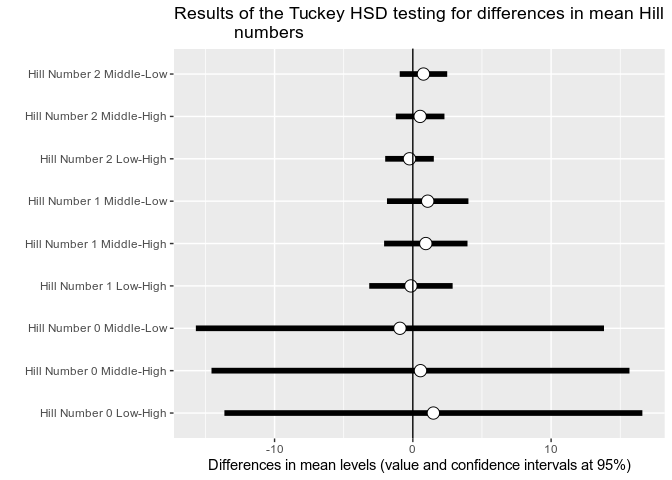 Results of the Tuckey HSD testing for differences in mean Hill
numbers
Hill Number 2 Middle-Low
Hill Number 2 Middle-High
Hill Number 2 Low-High
Hill Number 1 Middle-Low
Hill Number 1 Middle-High
Hill Number 1 Low-High
Hill Number 0 Middle-Low
Hill Number 0 Middle-High
Hill Number 0 Low-High
-10 0 10
Differences in mean levels (value and confidence intervals at 95%)